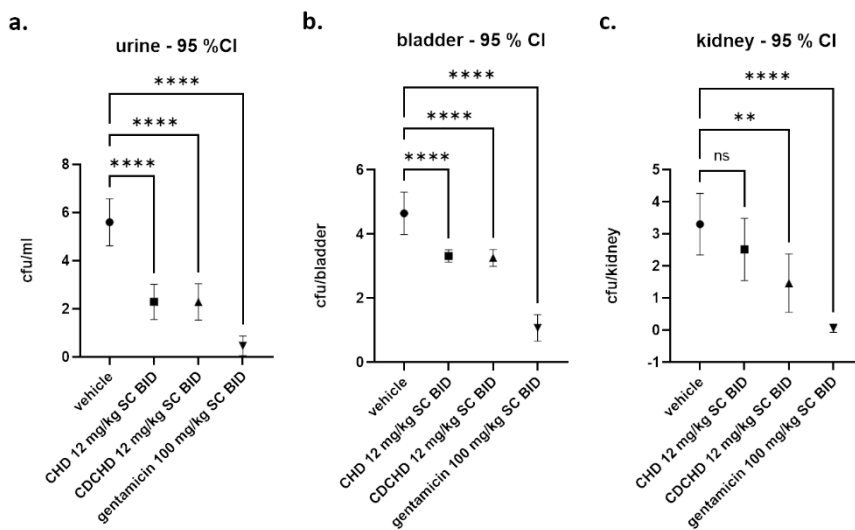 a.
urine - 95 %CI
****
****
****
8
6
4
2
0
cfu/ml
vehicle
CHD 12 mg/kg SC BID
CDCHD 12 mg/kg SC BID
gentamicin 100 mg/kg SC BID
b.
bladder - 95 % CI
****
****
****
6
4
2
0
cfu/bladder
vehicle
CHD 12 mg/kg SC BID
CDCHD 12 mg/kg SC BID
gentamicin 100 mg/kg SC BID
c.
kidney - 95 % CI
****
**
ns
5
4
3
2
1
0
-1
cfu/kidney
vehicle
CHD 12 mg/kg SC BID
CDCHD 12 mg/kg SC BID
gentamicin 100 mg/kg SC BID